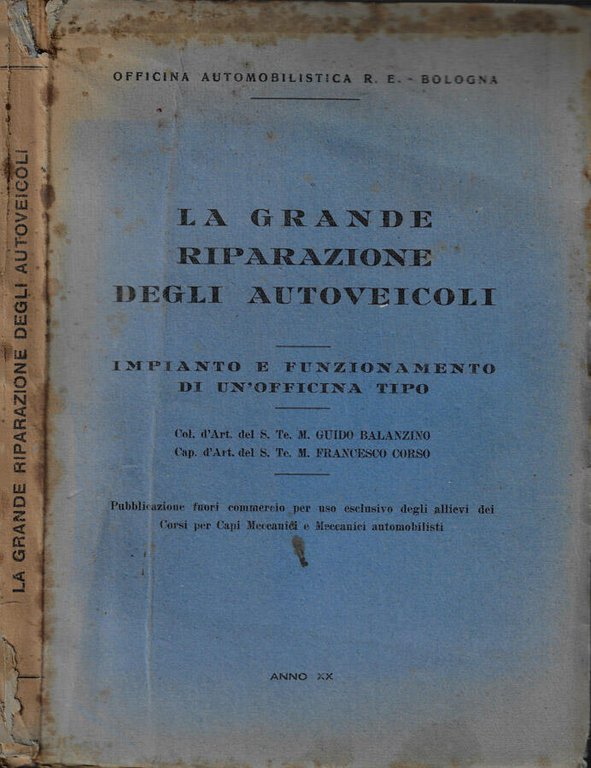 OFFICINA AUTOMOBILISTICA R. E. - BOLOGNA
LA GRANDE
RIPARAZIONE
DEGLI AUTOVEICOLI
IMPIANTO E FUNZIONAMENTO
DI UN'OFFICINA TIPO
Col. d'Art. del S. Te. M. GUIDO BALANZINO
Cap. d'Art. del S. Te. M. FRANCESCO CORSO
Pubblicazione fuori commercio per uso esclusivo degli allievi dei
Corsi per Capi Meccanici e Meccanici automobilisti
ANNO XX
LA GRANDE RIPARAZIONE DEGLI AUTOVEICOLI